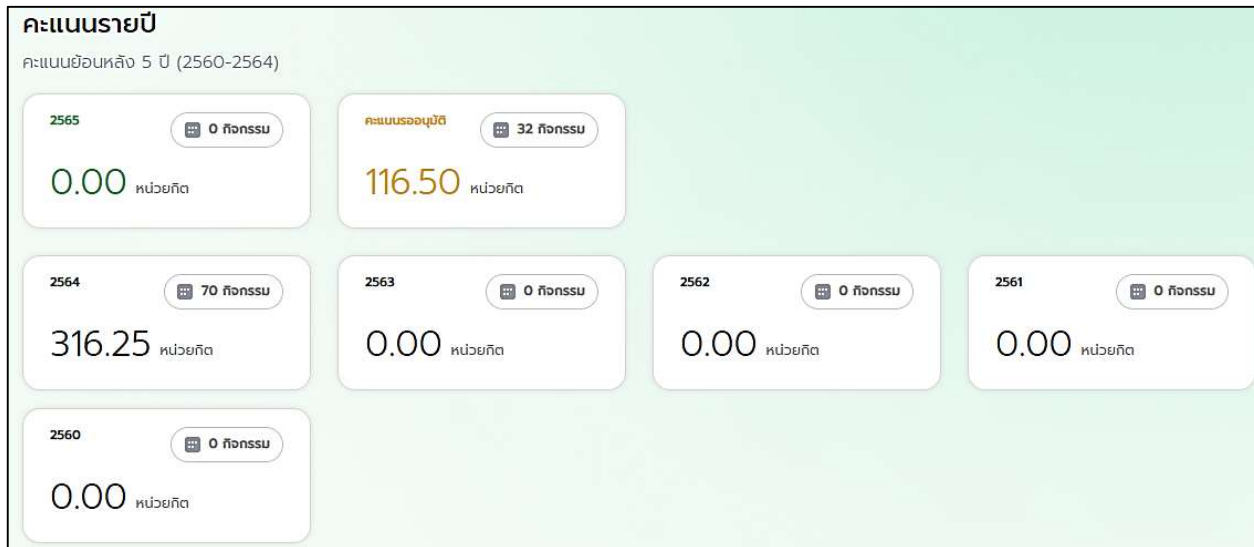 คะแนนรายปี
คะแนนย้อนหลัง 5 ปี (2560-2564)
2565
0 กิจกรรม
0.00 หน่วยกิต
คะแนนรออนุมัติ
32 กิจกรรม
116.50 หน่วยกิต
2564
70 กิจกรรม
316.25 หน่วยกิต
2563
0 กิจกรรม
0.00 หน่วยกิต
2562
0 กิจกรรม
0.00 หน่วยกิต
2561
0 กิจกรรม
0.00 หน่วยกิต
2560
0 กิจกรรม
0.00 หน่วยกิต